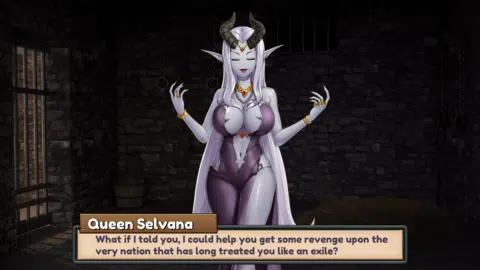 Queen Selvana
What if I told you, I could help you get some revenge upon the
very nation that has long treated you like an exile?